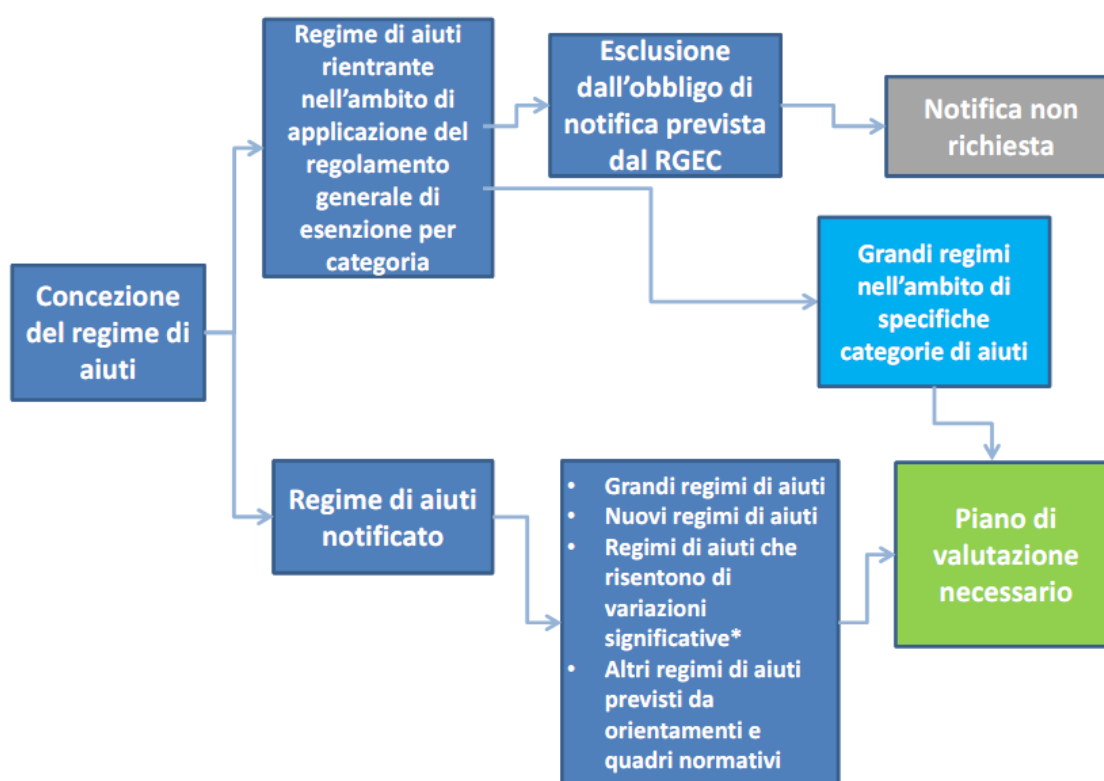 Regime di aiuti
rientrante
nell’ambito di
applicazione del
regolamento
generale di
esenzione per
categoria
Esclusione
dall’obbligo di
notifica prevista
dal RGEC
Notifica non
richiesta
Concezione
del regime di
aiuti
Grandi regimi
nell’ambito di
specifiche
categorie di aiuti
Regime di aiuti
notificato
• Grandi regimi di aiuti
• Nuovi regimi di aiuti
• Regimi di aiuti che
risentono di
variazioni
significative*
• Altri regimi di aiuti
previsti da
orientamenti e
quadri normativi
Piano di
valutazione
necessario